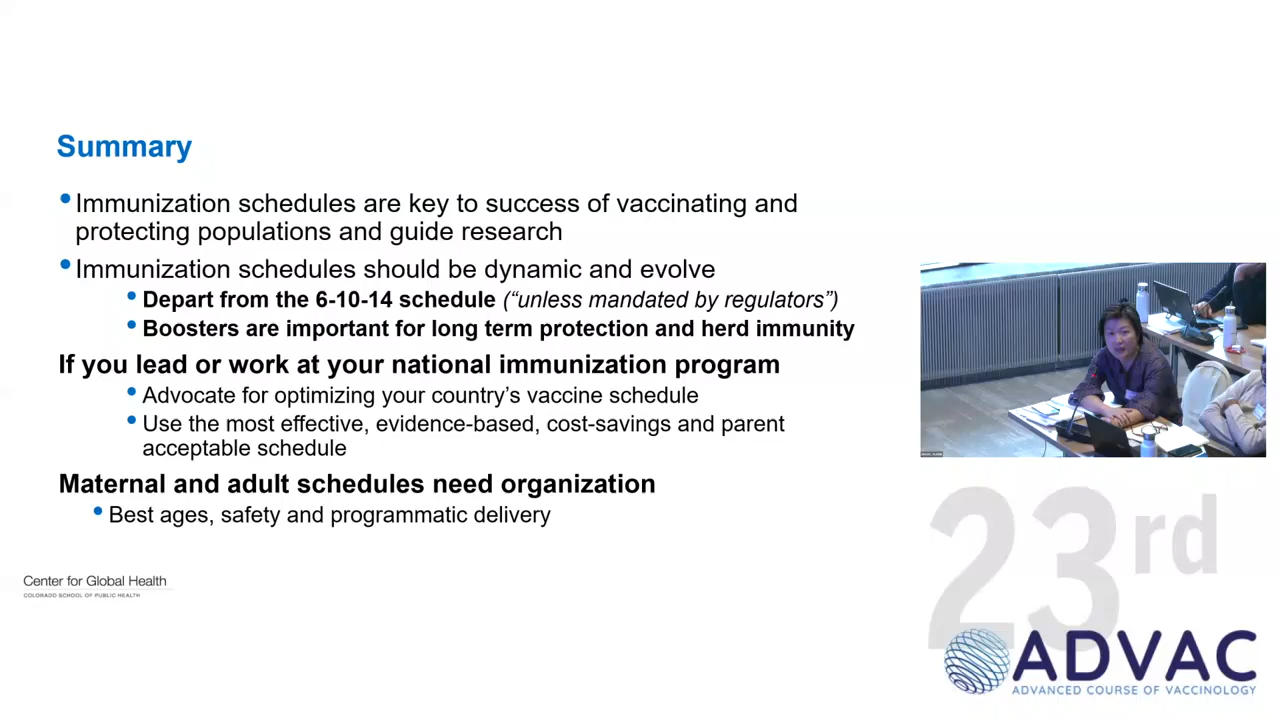 Summary
•Immunization schedules are key to success of vaccinating and
protecting populations and guide research
•Immunization schedules should be dynamic and evolve
•Depart from the 6-10-14 schedule (“unless mandated by regulators”)
•Boosters are important for long term protection and herd immunity
If you lead or work at your national immunization program
•Advocate for optimizing your country’s vaccine schedule
•Use the most effective, evidence-based, cost-savings and parent
acceptable schedule
Maternal and adult schedules need organization
•Best ages, safety and programmatic delivery
Center for Global Health
COLORADO SCHOOL OF PUBLIC HEALTH
23rd
ADVAC
ADVANCED COURSE OF VACCINOLOGY